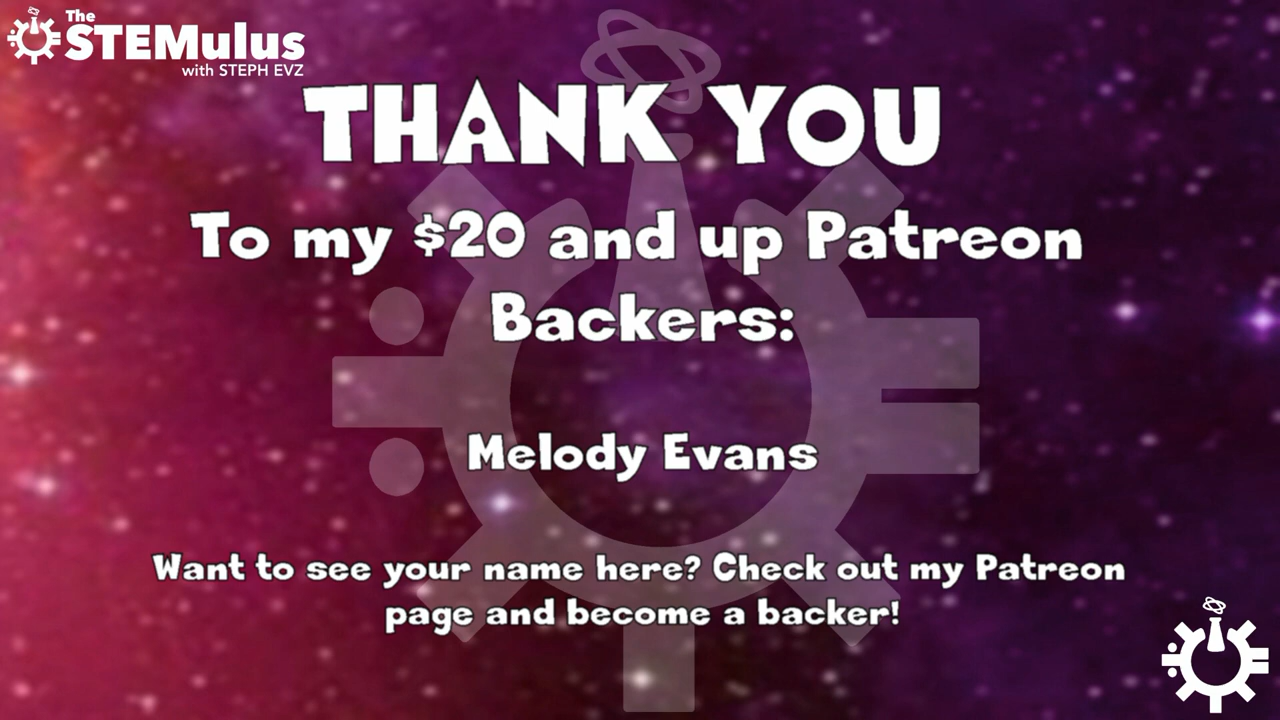 The
STEMulus
with STEPH EVZ
THANK YOU
To my $20 and up Patreon
Backers:
Melody Evans
Want to see your name here? Check out my Patreon
page and become a backer!